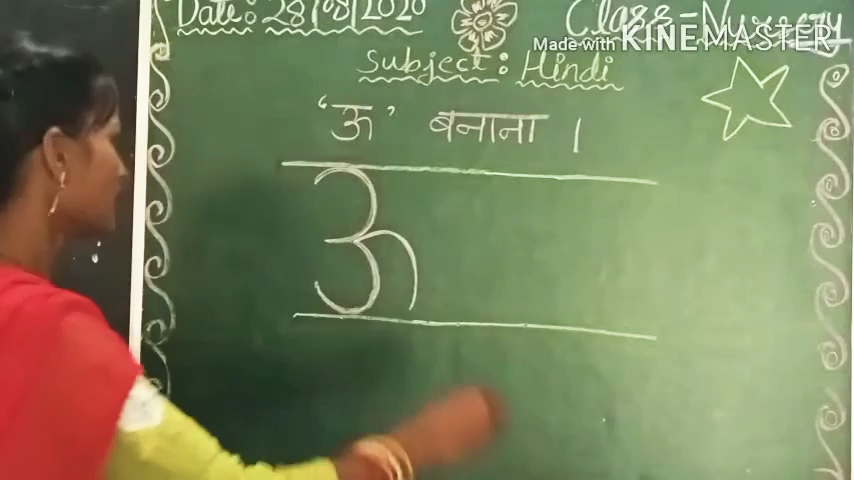 Date: 28/08/2020 Class - Nursery
Made with KINEMASTER
Subject: Hindi
'ऊ' बनाना ।
ऊ